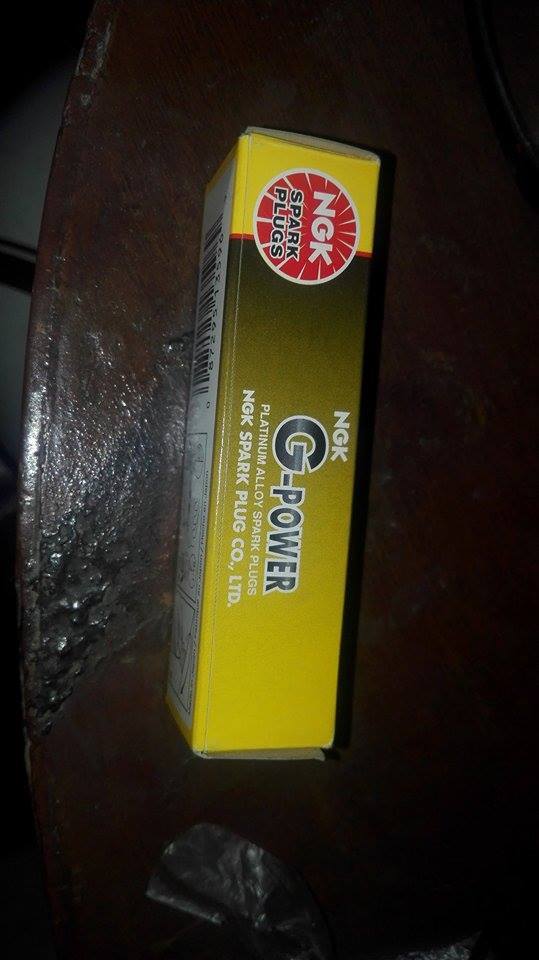 NGK
SPARK
PLUGS
NGK
G-POWER
PLATINUM ALLOY SPARK PLUGS
NGK SPARK PLUG CO., LTD.